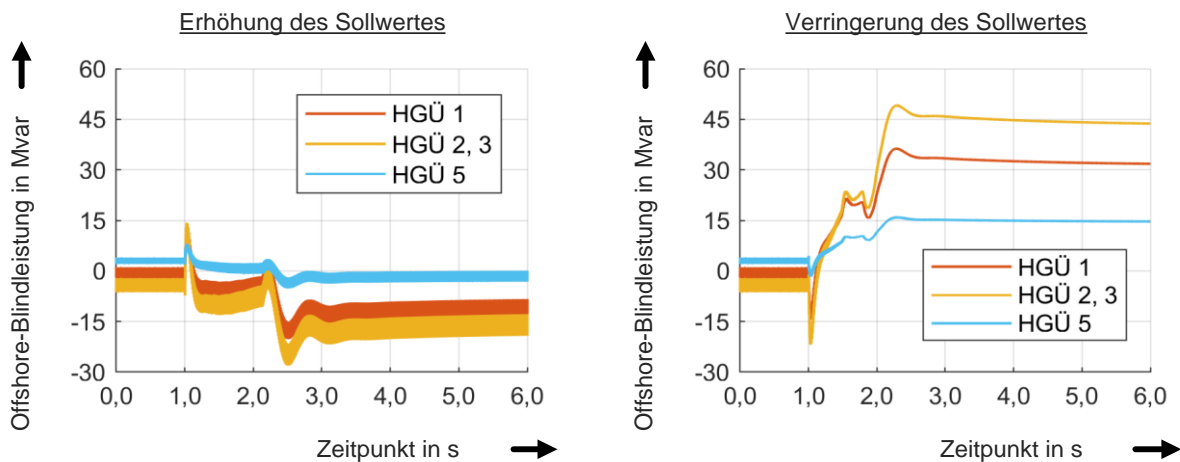 Erhöhung des Sollwertes
Offshore-Blindleistung in Mvar
60
45
30
15
0
-15
-30
HGÜ 1
HGÜ 2, 3
HGÜ 5
0,0 1,0 2,0 3,0 4,0 5,0 6,0
Zeitpunkt in s
Verringerung des Sollwertes
Offshore-Blindleistung in Mvar
60
45
30
15
0
-15
-30
HGÜ 1
HGÜ 2, 3
HGÜ 5
0,0 1,0 2,0 3,0 4,0 5,0 6,0
Zeitpunkt in s